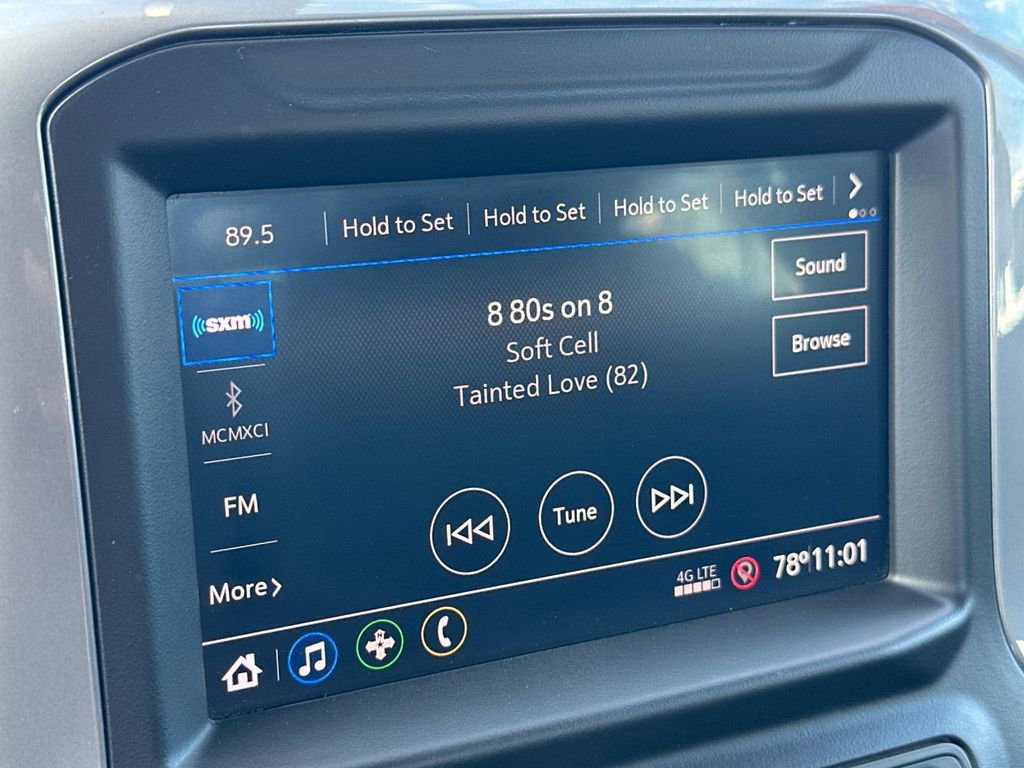 89.5
Hold to Set
Hold to Set
Hold to Set
Hold to Set
sxm
8 80s on 8
Soft Cell
Tainted Love (82)
Sound
Browse
MCMXCI
FM
More
Tune
4G LTE
78° 11:01
N